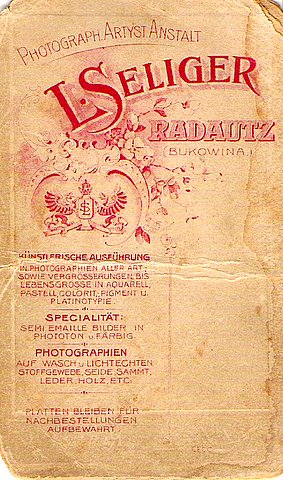 PHOTOGRAPH. ARTYST ANSTALT
L. SELIGER
RADAUTZ
(BUKOWINA.)
KÜNSTLERISCHE AUSFÜHRUNG
IN PHOTOGRAPHIEN ALLER ART,
SOWIE VERGRÖSSERUNGEN, BIS
LEBENSGRÖSSE IN AQUARELL,
PASTELL, COLORIT, PIGMENT U.
PLATINOTYPIE.
SPECIALITÄT:
SEMI EMAILLE BILDER IN
PHOTOTON U. FÄRBIG.
PHOTOGRAPHIEN
AUF WASCH U. LICHTECHTEN
STOFFGEWEBE, SEIDE, SAMMT,
LEDER, HOLZ, ETC.
PLATTEN BLEIBEN FÜR
NACHBESTELLUNGEN
AUFBEWAHRT